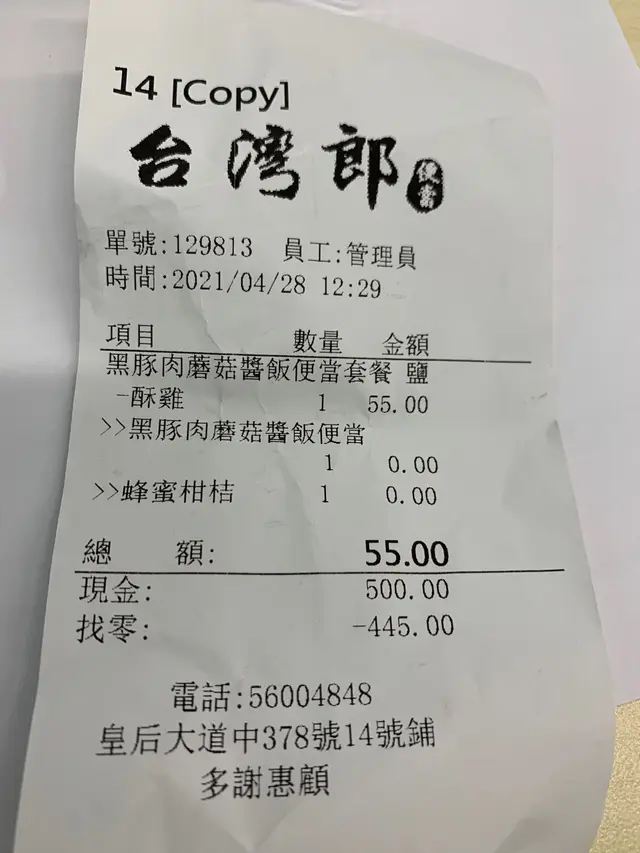 14 [Copy]
台灣郎 便當
單號:129813 員工:管理員
時間:2021/04/28 12:29
項目 數量 金額
黑豚肉蘑菇醬飯便當套餐 鹽
-酥雞 1 55.00
>>黑豚肉蘑菇醬飯便當
1 0.00
>>蜂蜜柑桔 1 0.00
總 額: 55.00
現金: 500.00
找零: -445.00
電話:56004848
皇后大道中378號14號鋪
多謝惠顧